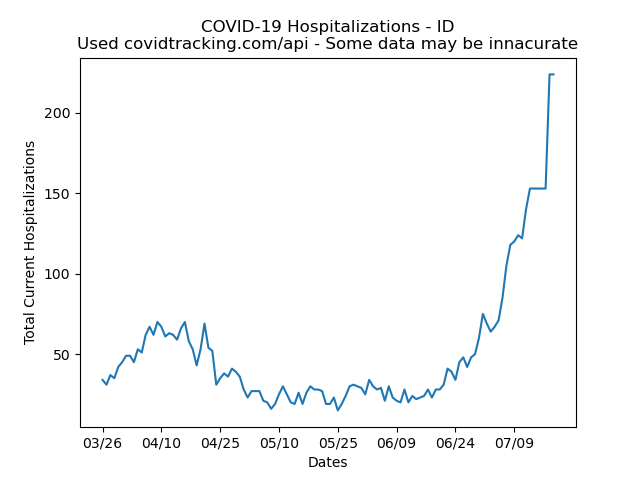 COVID-19 Hospitalizations - ID
Used covidtracking.com/api - Some data may be innacurate
Total Current Hospitalizations
200
150
100
50
03/26 04/10 04/25 05/10 05/25 06/09 06/24 07/09
Dates